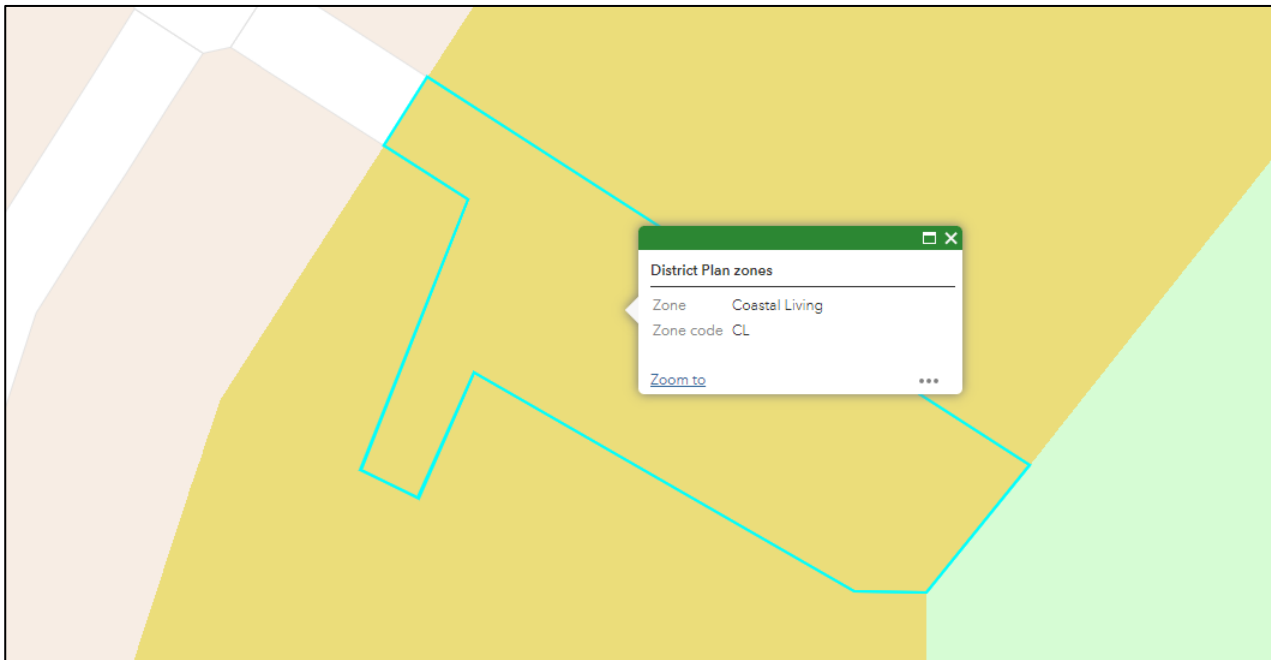 District Plan zones
Zone Coastal Living
Zone code CL
Zoom to